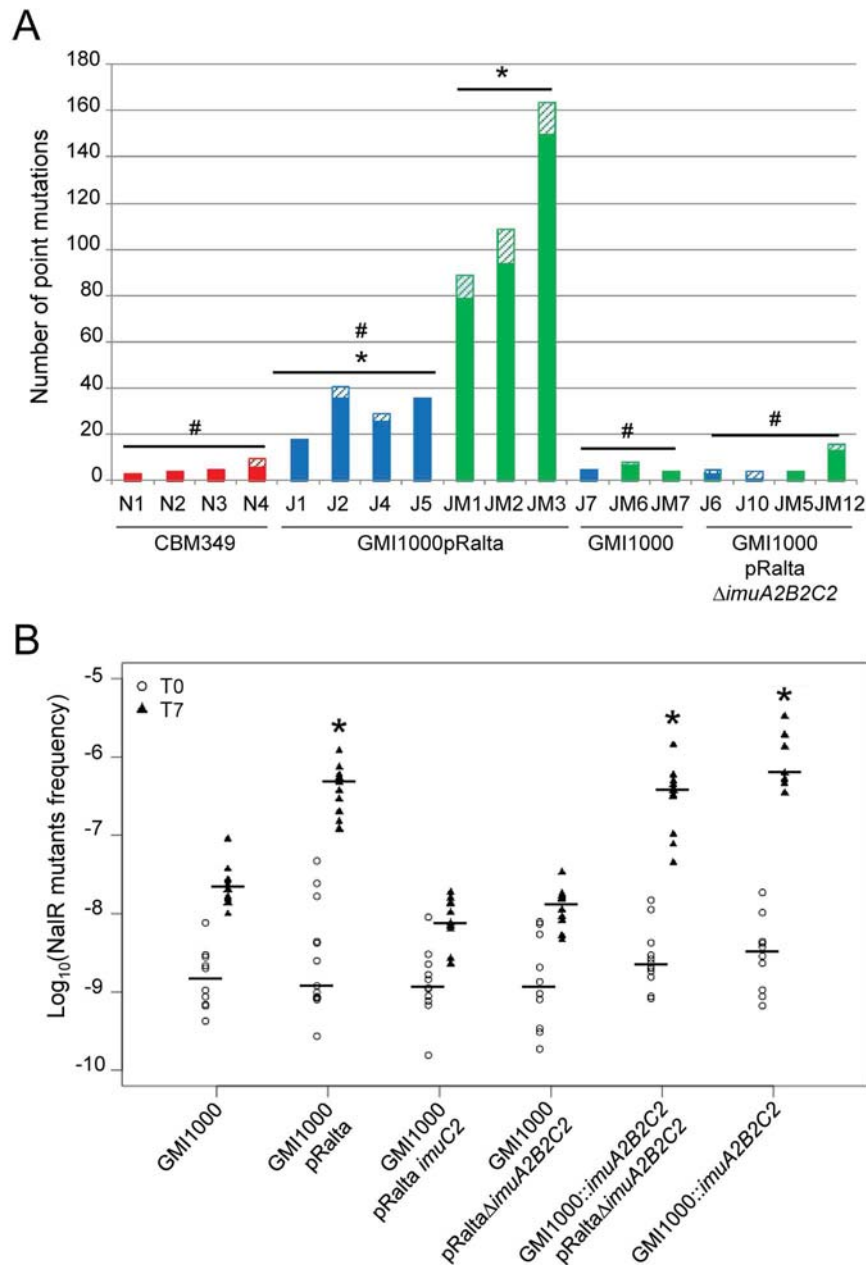 A
Number of point mutations
180
160
140
120
100
80
60
40
20
0
#
#
*
*
#
#
N1 N2 N3 N4 J1 J2 J4 J5 JM1 JM2 JM3 J7 JM6 JM7 J6 J10 JM5 JM12
CBM349 GMI1000pRalta GMI1000 GMI1000
pRalta
ΔimuA2B2C2
B
Log10(NalR mutants frequency)
-5
-6
-7
-8
-9
-10
T0
T7
*
*
*
GMI1000
GMI1000
pRalta
GMI1000
pRalta imuC2
GMI1000
pRaltaΔimuA2B2C2
GMI1000::imuA2B2C2
pRaltaΔimuA2B2C2
GMI1000::imuA2B2C2